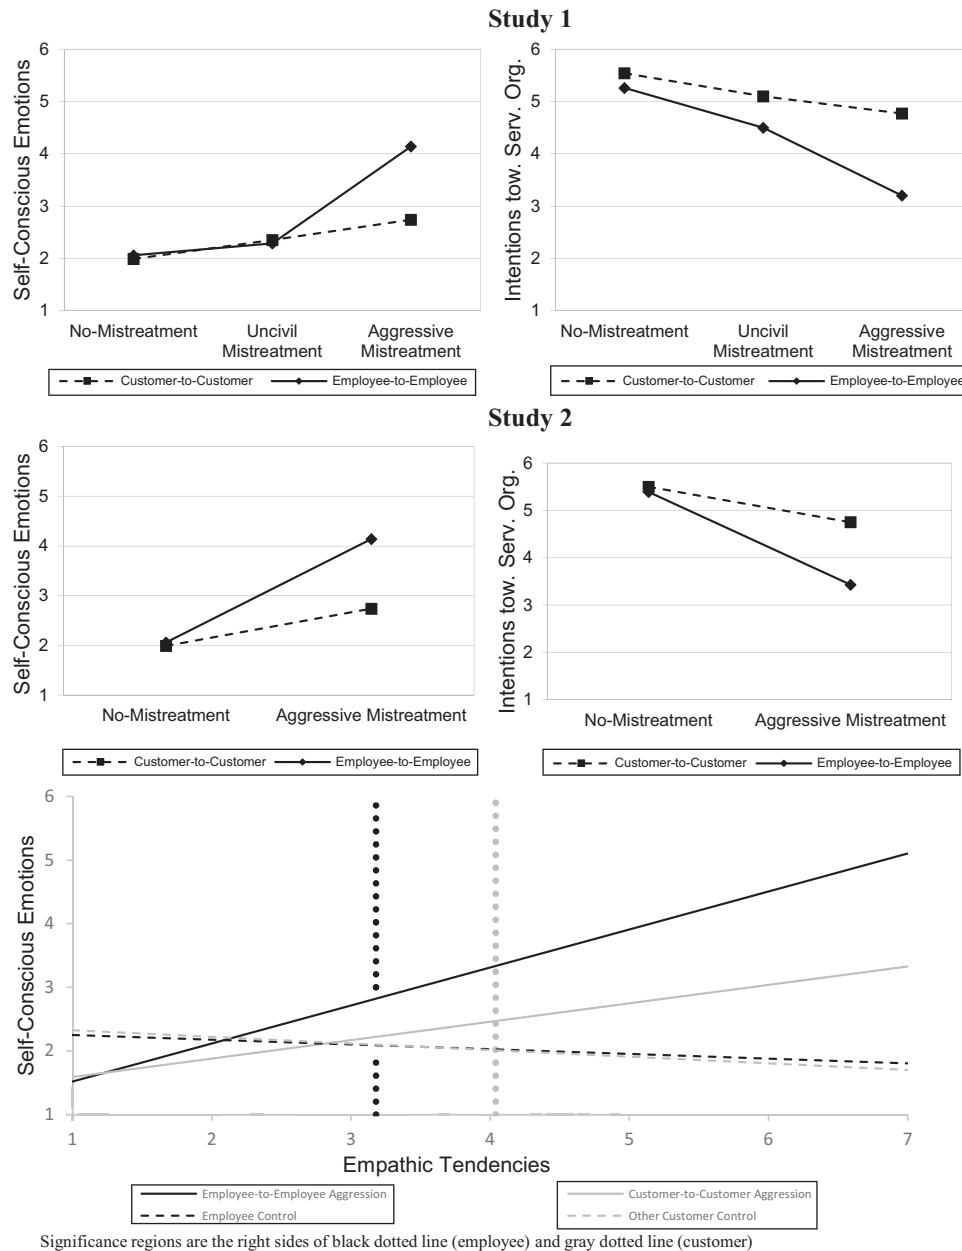 Study 1
Self-Conscious Emotions
6
5
4
3
2
1
No-Mistreatment
Uncivil Mistreatment
Aggressive Mistreatment
Customer-to-Customer
Employee-to-Employee
Intentions tow. Serv. Org.
6
5
4
3
2
1
No-Mistreatment
Uncivil Mistreatment
Aggressive Mistreatment
Customer-to-Customer
Employee-to-Employee
Study 2
Self-Conscious Emotions
6
5
4
3
2
1
No-Mistreatment
Aggressive Mistreatment
Customer-to-Customer
Employee-to-Employee
Intentions tow. Serv. Org.
6
5
4
3
2
1
No-Mistreatment
Aggressive Mistreatment
Customer-to-Customer
Employee-to-Employee
Self-Conscious Emotions
6
5
4
3
2
1
1 2 3 4 5 6 7
Empathic Tendencies
Employee-to-Employee Aggression
Employee Control
Customer-to-Customer Aggression
Other Customer Control
Significance regions are the right sides of black dotted line (employee) and gray dotted line (customer)